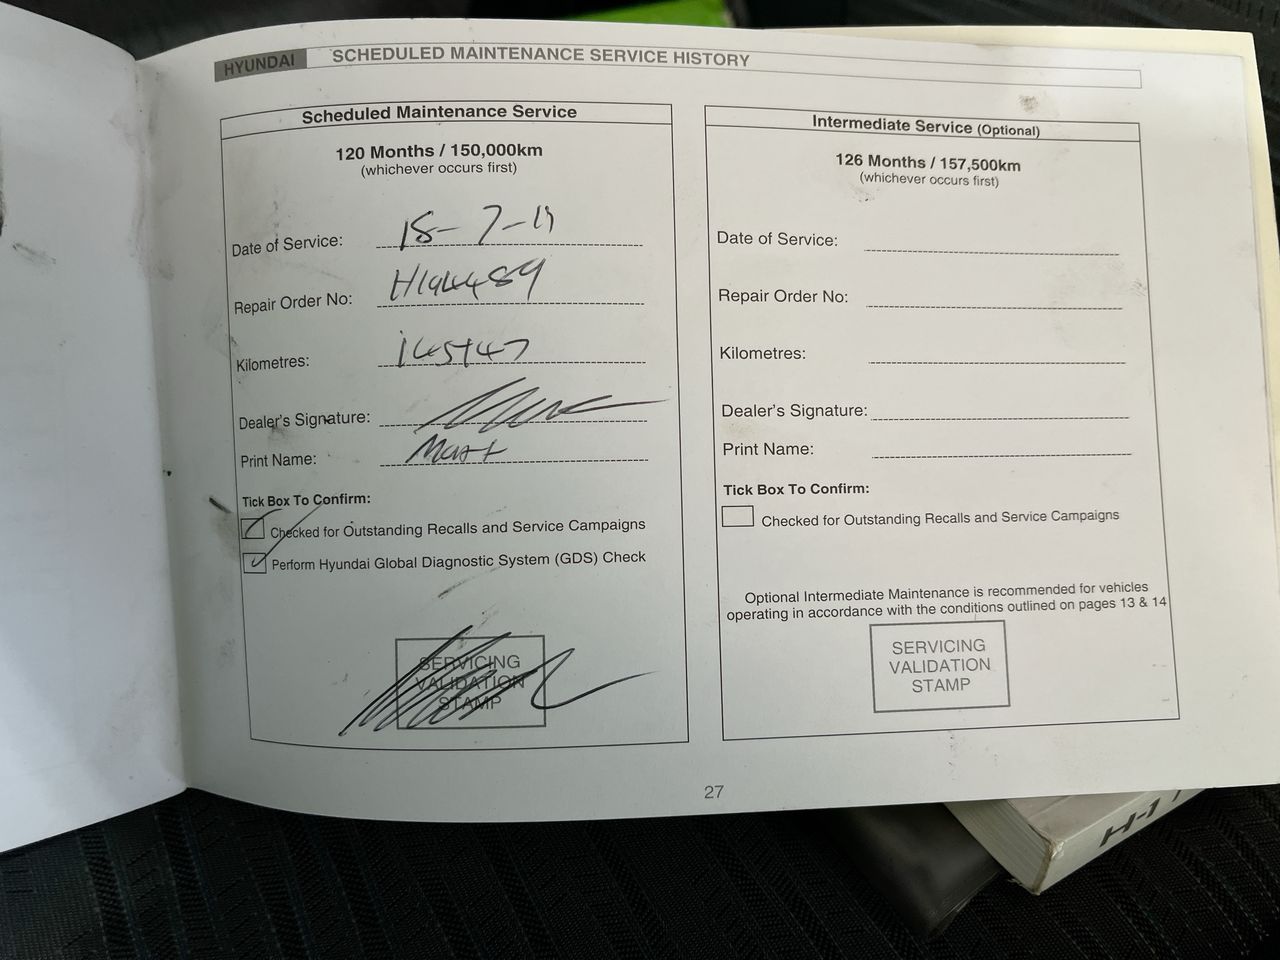 HYUNDAI SCHEDULED MAINTENANCE SERVICE HISTORY
Scheduled Maintenance Service
120 Months / 150,000km
(whichever occurs first)
Date of Service: 18-7-19
Repair Order No:
Kilometres:
Dealer's Signature:
Print Name: Matt
Tick Box To Confirm:
Checked for Outstanding Recalls and Service Campaigns
Perform Hyundai Global Diagnostic System (GDS) Check
SERVICING
VALIDATION
STAMP
Intermediate Service (Optional)
126 Months / 157,500km
(whichever occurs first)
Date of Service:
Repair Order No:
Kilometres:
Dealer's Signature:
Print Name:
Tick Box To Confirm:
Checked for Outstanding Recalls and Service Campaigns
Optional Intermediate Maintenance is recommended for vehicles
operating in accordance with the conditions outlined on pages 13 & 14
SERVICING
VALIDATION
STAMP
27
H-1